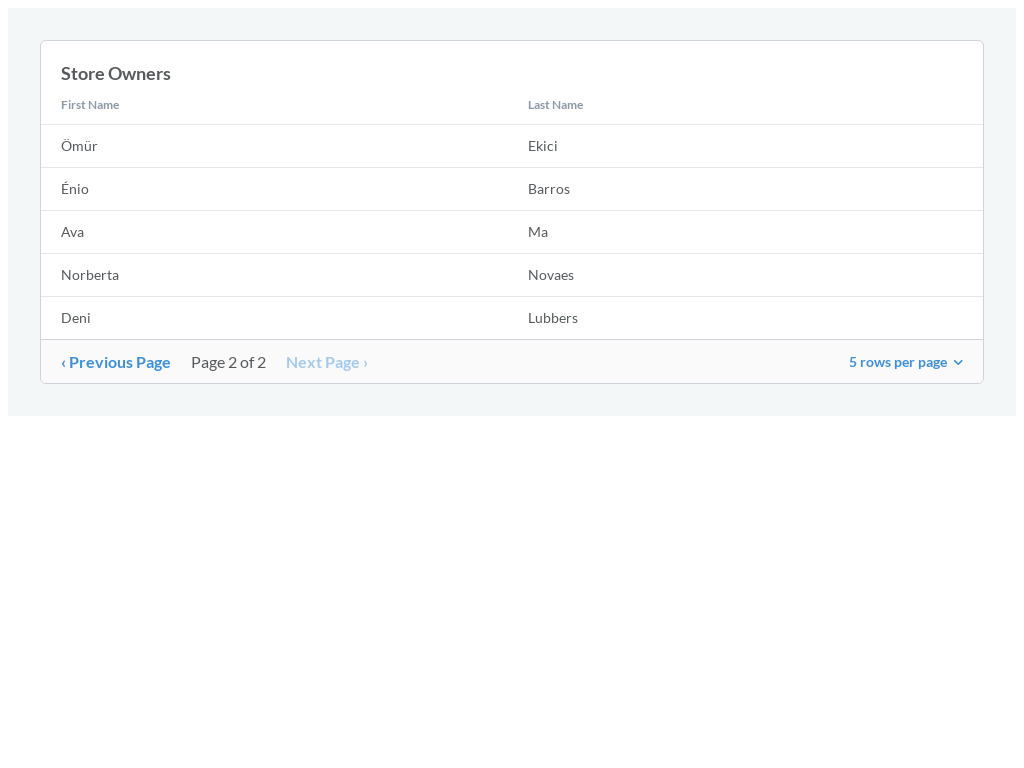 Store Owners
First Name Last Name
Ömür Ekici
Énio Barros
Ava Ma
Norberta Novaes
Deni Lubbers
‹ Previous Page Page 2 of 2 Next Page › 5 rows per page